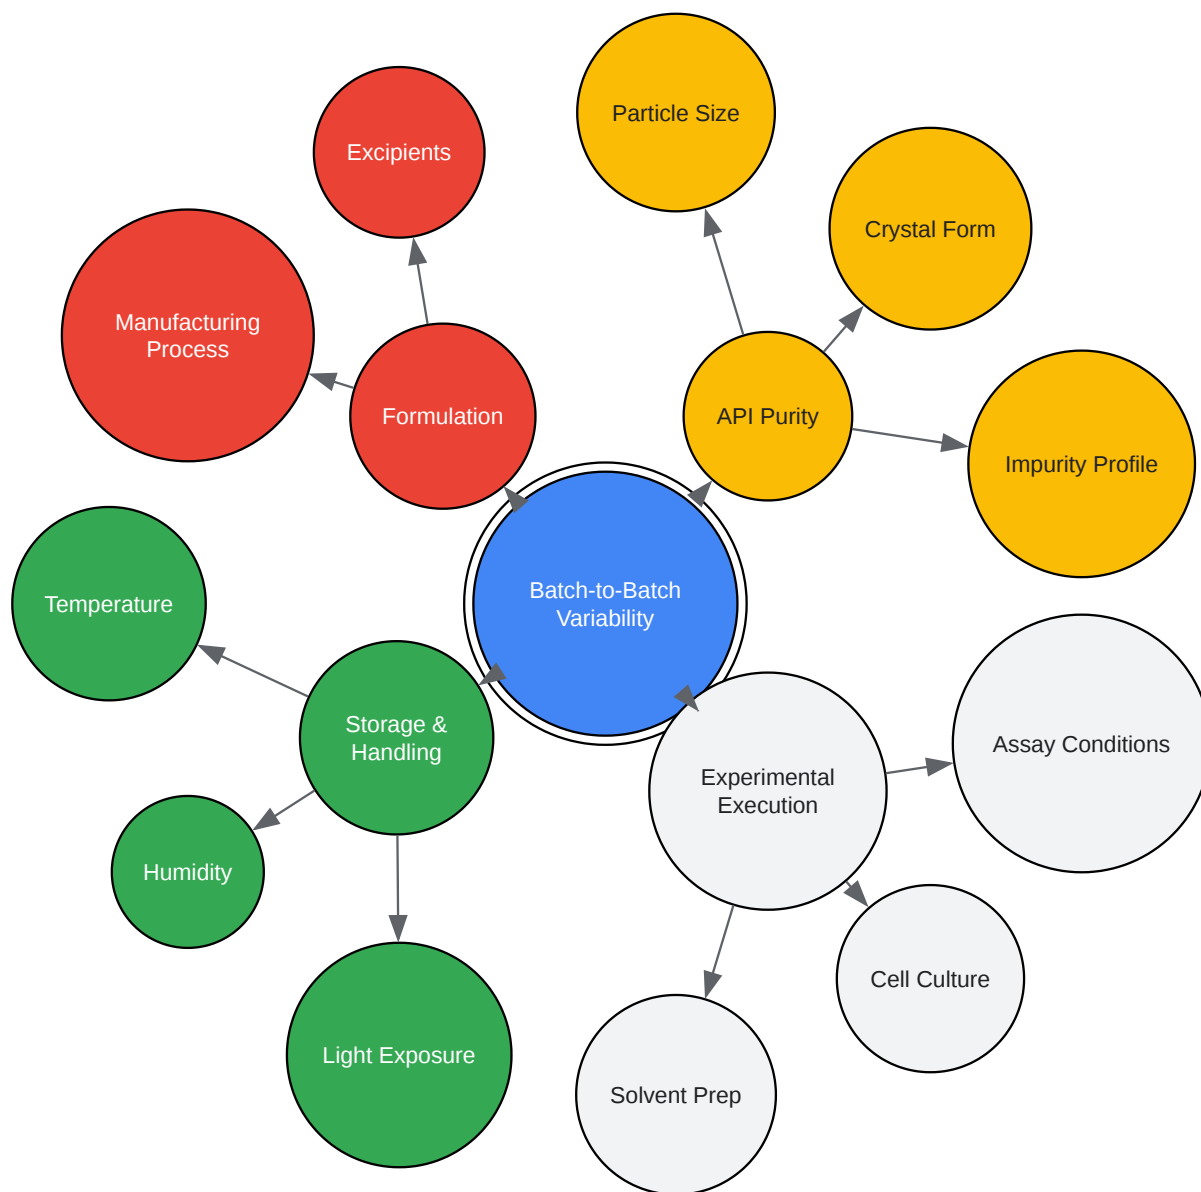 Particle Size
Excipients
Crystal Form
Manufacturing
Process
Formulation
API Purity
Impurity Profile
Batch-to-Batch
Variability
Temperature
Storage &
Handling
Assay Conditions
Experimental
Execution
Humidity
Cell Culture
Light Exposure
Solvent Prep